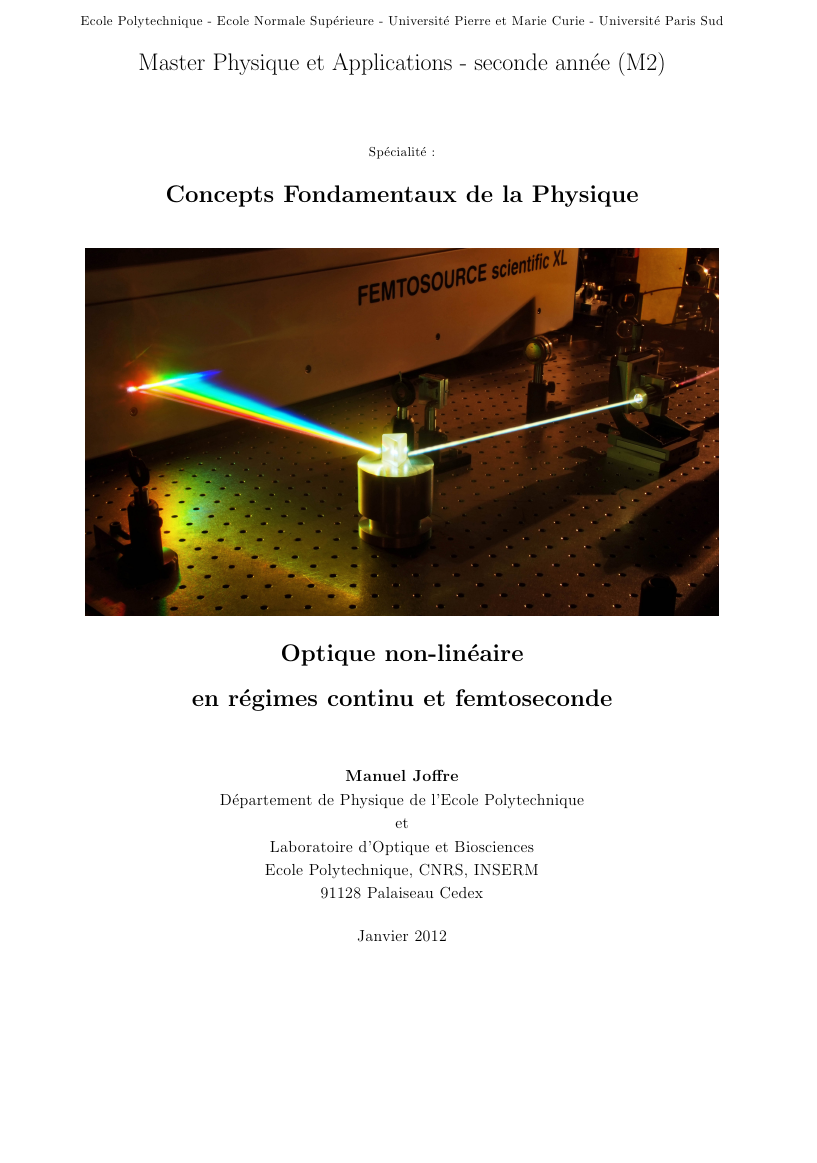 Ecole Polytechnique - Ecole Normale Supérieure - Université Pierre et Marie Curie - Université Paris Sud
Master Physique et Applications - seconde année (M2)
Spécialité :
Concepts Fondamentaux de la Physique
FEMTOSOURCE scientific XL
Optique non-linéaire
en régimes continu et femtoseconde
Manuel Joffre
Département de Physique de l'Ecole Polytechnique
et
Laboratoire d'Optique et Biosciences
Ecole Polytechnique, CNRS, INSERM
91128 Palaiseau Cedex
Janvier 2012